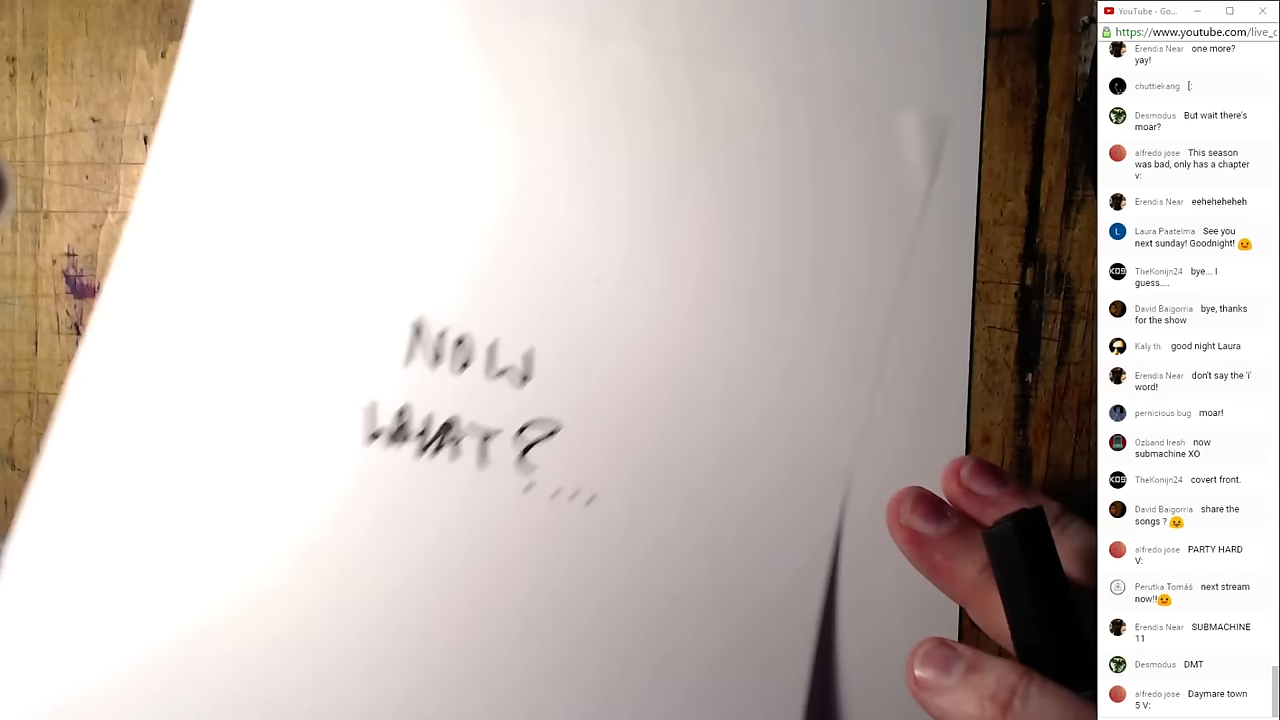 NOW
WHAT?....
YouTube - Go...
https://www.youtube.com/live_c
Erendis Near one more?
yay!
chuttiekang [:
Desmodus But wait there's
moar?
alfredo jose This season
was bad, only has a chapter
v:
Erendis Near eeheheheheh
L Laura Paatelma See you
next sunday! Goodnight!
K09 TheKonijn24 bye... I
guess....
David Baigorria bye, thanks
for the show
Kaly th. good night Laura
Erendis Near don't say the 'i'
word!
pernicious bug moar!
Ozband Iresh now
submachine XO
K09 TheKonijn24 covert front.
David Baigorria share the
songs ?
alfredo jose PARTY HARD
V:
Perutka Tomáš next stream
now!!
Erendis Near SUBMACHINE
11
Desmodus DMT
alfredo jose Daymare town
5 V: